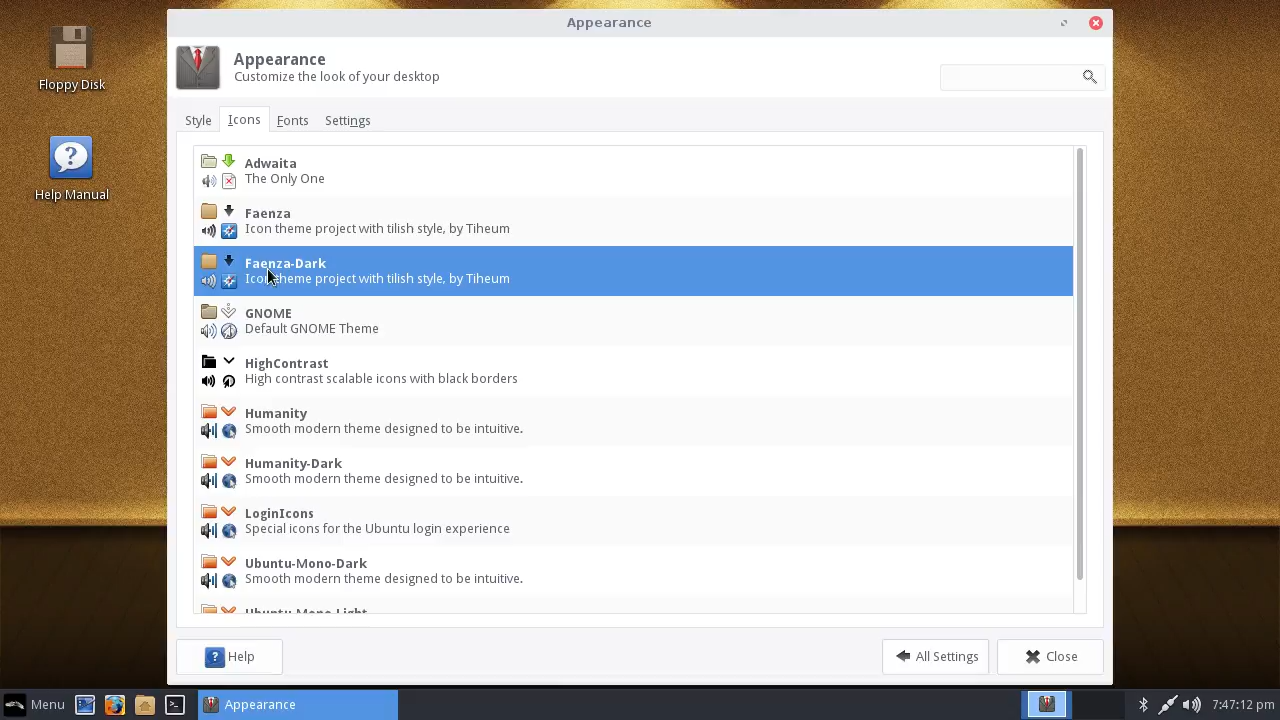 Appearance
Floppy Disk
Help Manual
Appearance
Customize the look of your desktop
Style Icons Fonts Settings
Adwaita
The Only One
Faenza
Icon theme project with tilish style, by Tiheum
Faenza-Dark
Icon theme project with tilish style, by Tiheum
GNOME
Default GNOME Theme
HighContrast
High contrast scalable icons with black borders
Humanity
Smooth modern theme designed to be intuitive.
Humanity-Dark
Smooth modern theme designed to be intuitive.
LoginIcons
Special icons for the Ubuntu login experience
Ubuntu-Mono-Dark
Smooth modern theme designed to be intuitive.
Ubuntu-Mono-Light
Help All Settings Close
Menu Appearance 7:47:12 pm